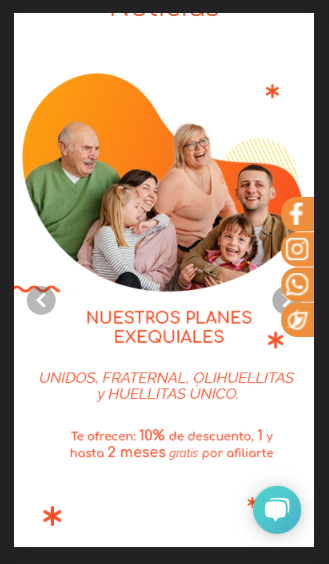 Noticias
NUESTROS PLANES
EXEQUIALES
UNIDOS, FRATERNAL, OLIHUELLITAS
y HUELLITAS ÚNICO.
Te ofrecen: 10% de descuento, 1 y
hasta 2 meses gratis por afiliarte